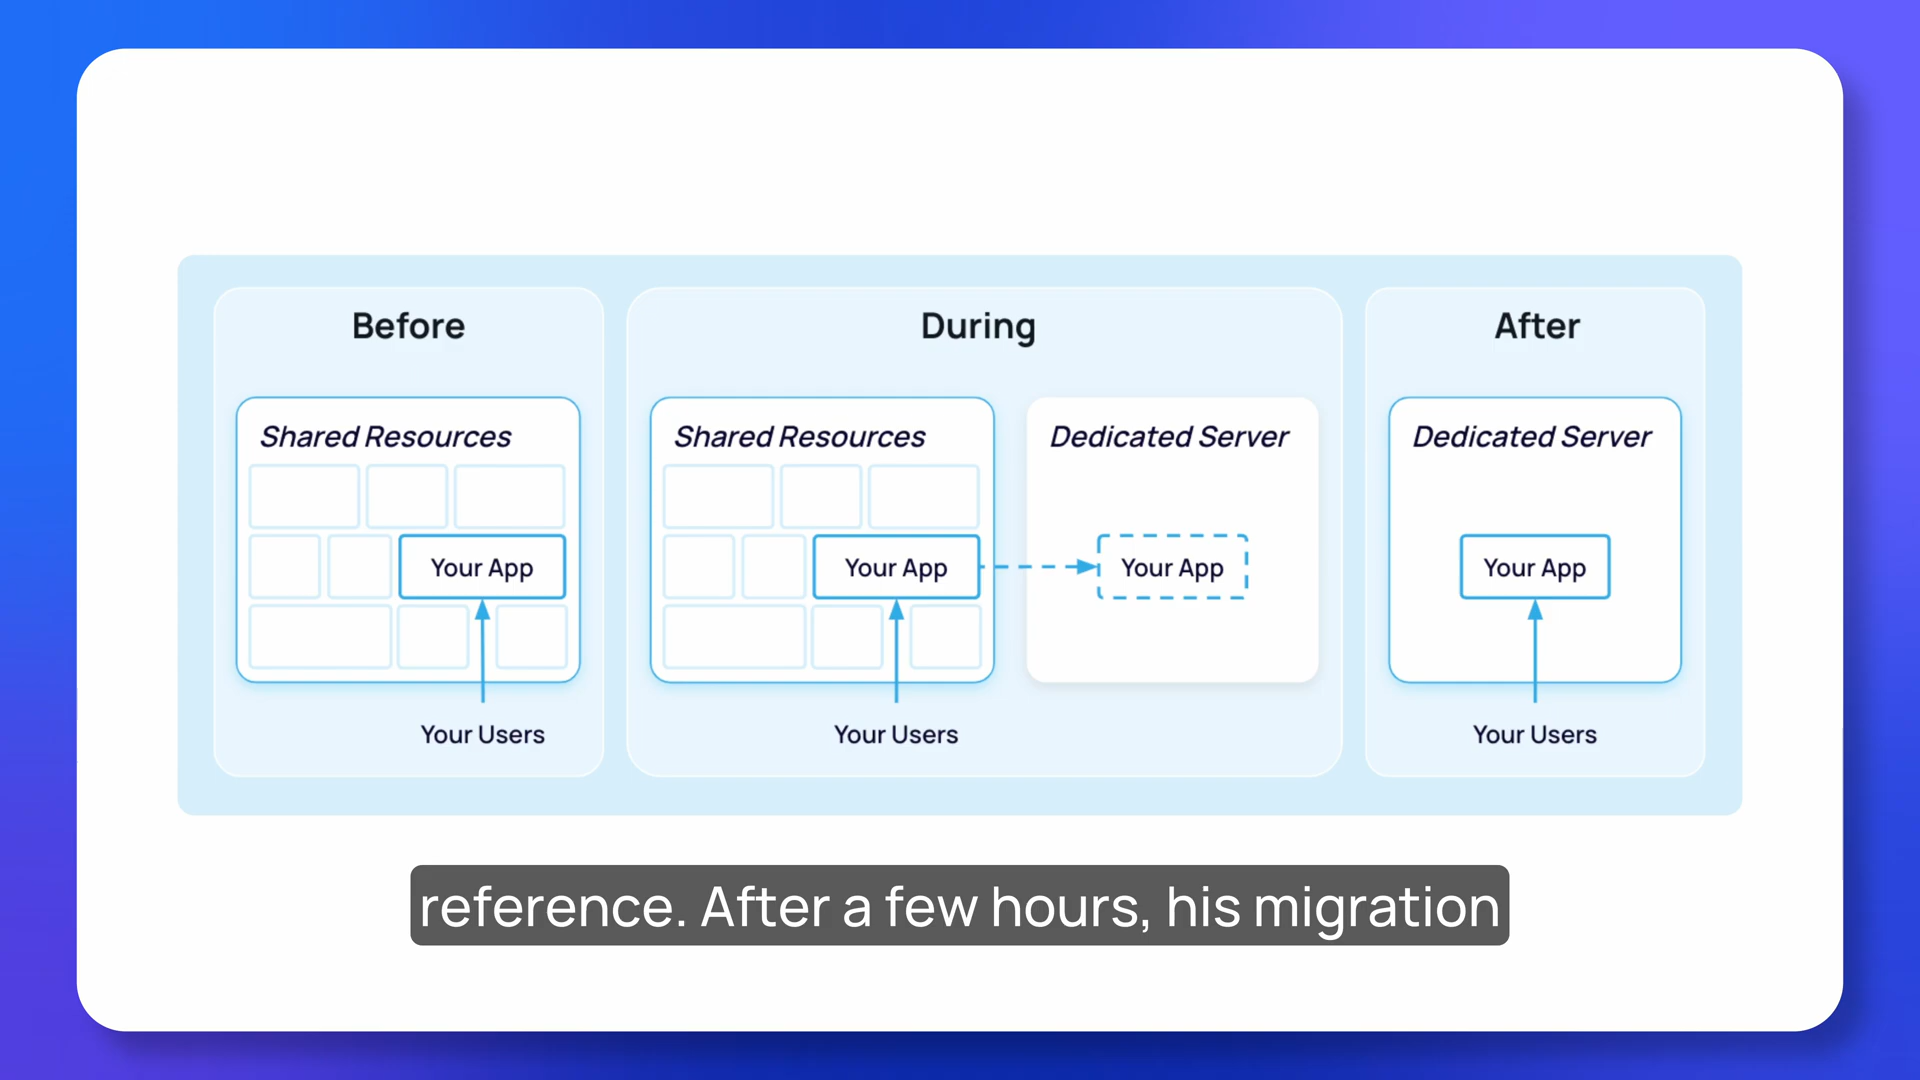 Before
Shared Resources
Your App
Your Users
During
Shared Resources
Dedicated Server
Your App
Your App
Your Users
After
Dedicated Server
Your App
Your Users
reference. After a few hours, his migration